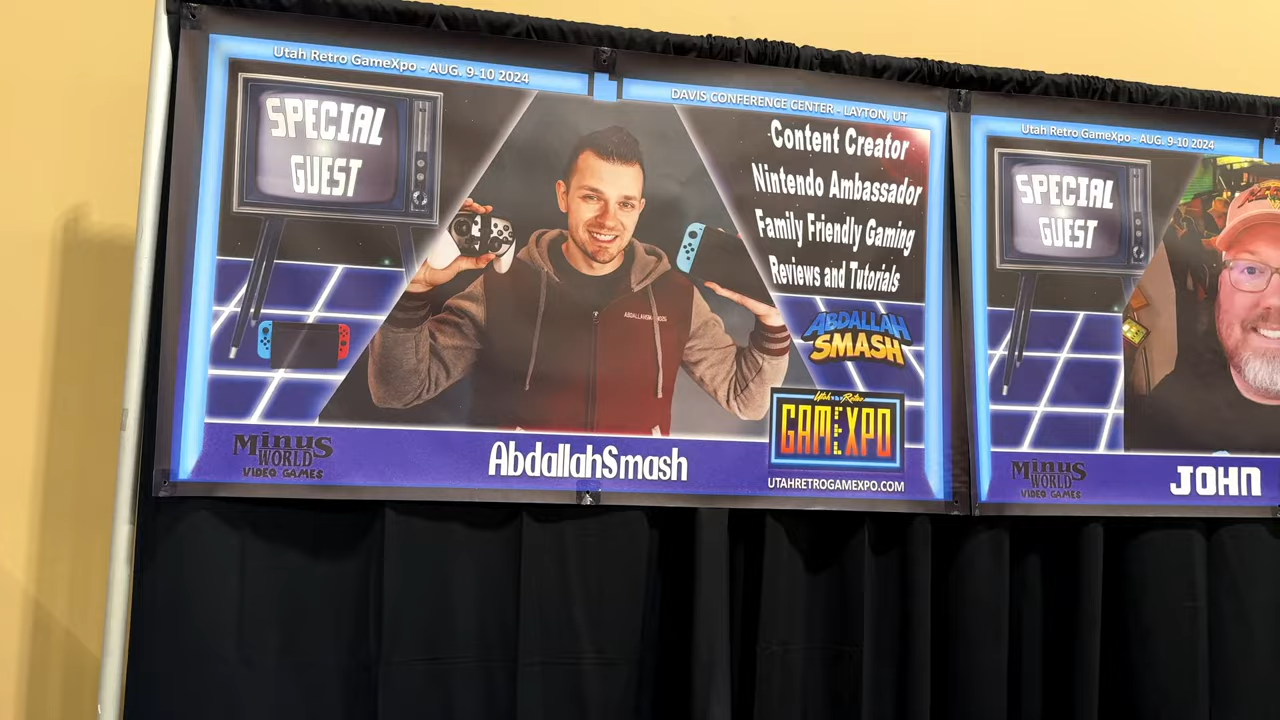 Utah Retro GameXpo - AUG. 9-10 2024
DAVIS CONFERENCE CENTER - LAYTON, UT
SPECIAL
GUEST
Content Creator
Nintendo Ambassador
Family Friendly Gaming
Reviews and Tutorials
ABDALLAH
SMASH
Utah Retro
GAMEXPO
UTAHRETROGAMEXPO.COM
MINUS
WORLD
VIDEO GAMES
AbdallahSmash
Utah Retro GameXpo - AUG. 9-10 2024
SPECIAL
GUEST
MINUS
WORLD
VIDEO GAMES
JOHN